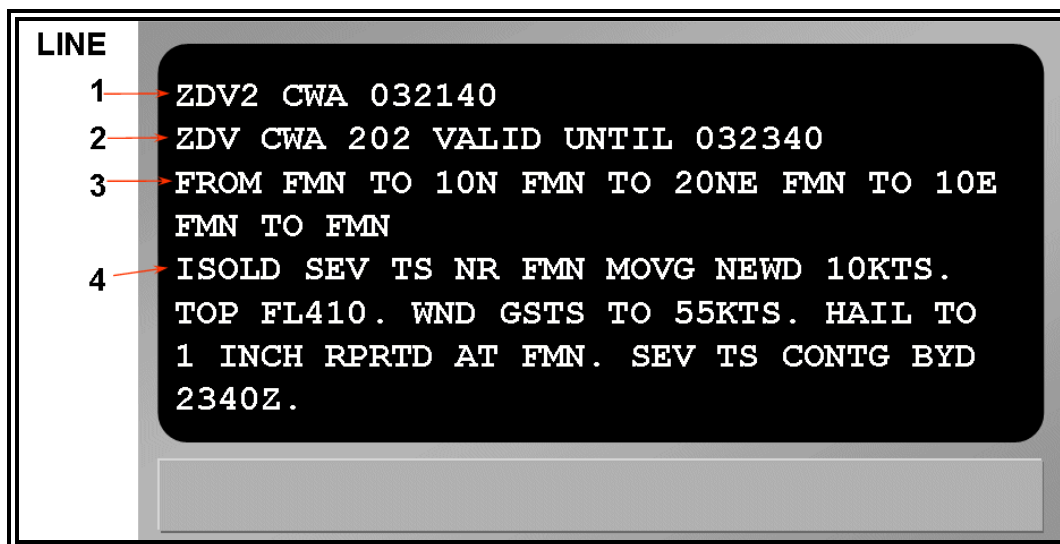 LINE
1 ZDV2 CWA 032140
2 ZDV CWA 202 VALID UNTIL 032340
3 FROM FMN TO 10N FMN TO 20NE FMN TO 10E
FMN TO FMN
4 ISOLD SEV TS NR FMN MOVG NEWD 10KTS.
TOP FL410. WND GSTS TO 55KTS. HAIL TO
1 INCH RPRTD AT FMN. SEV TS CONTG BYD
2340Z.